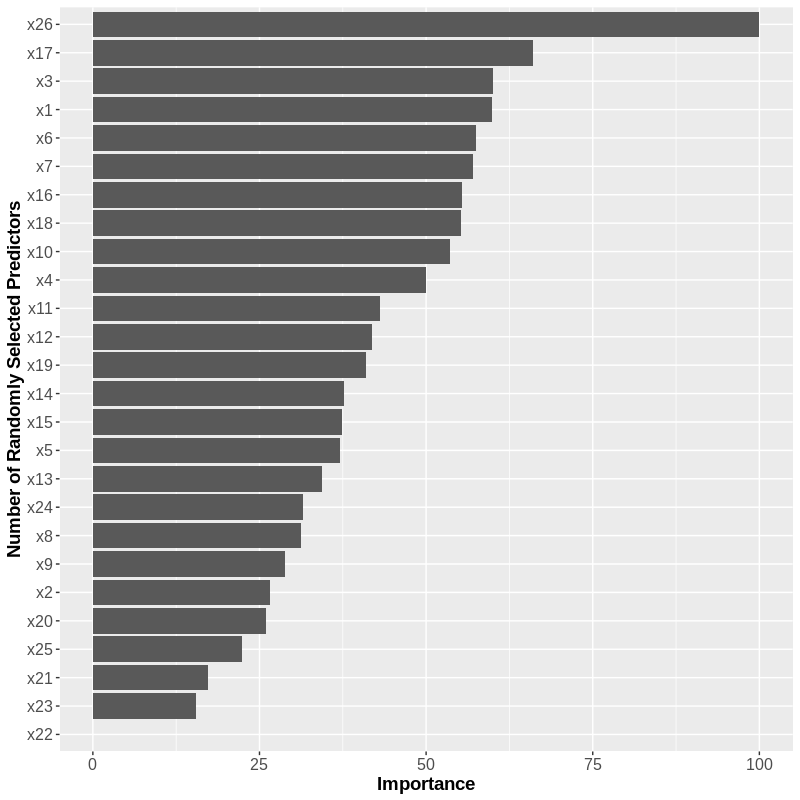 x26
x17
x3
x1
x6
x7
x16
x18
x10
x4
x11
x12
x19
x14
x15
x5
x13
x24
x8
x9
x2
x20
x25
x21
x23
x22
Number of Randomly Selected Predictors
0 25 50 75 100
Importance